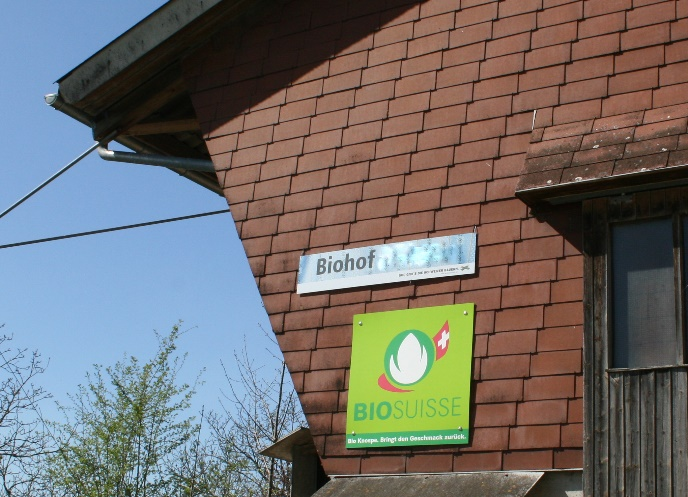 Biohof
BIOSUISSE
Bio Knospe. Bringt den Geschmack zurück.